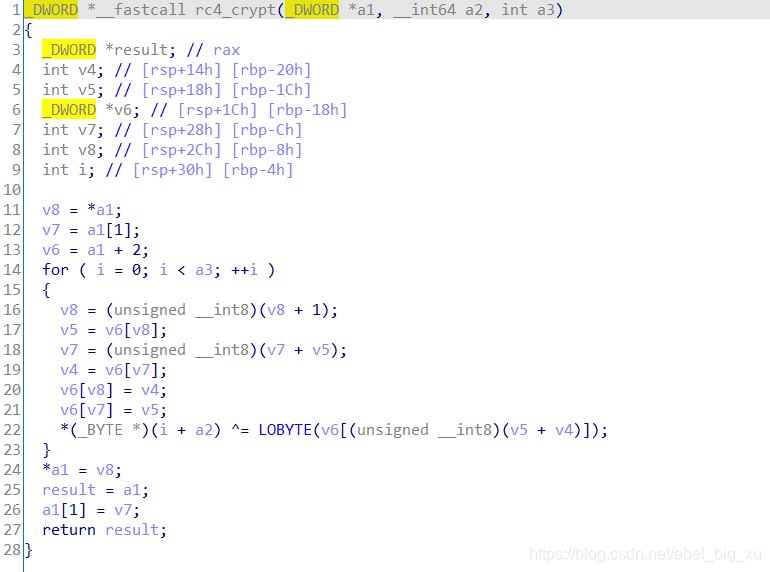 1 _DWORD *__fastcall rc4_crypt(_DWORD *a1, __int64 a2, int a3)
2 {
3   _DWORD *result; // rax
4   int v4; // [rsp+14h] [rbp-20h]
5   int v5; // [rsp+18h] [rbp-1Ch]
6   _DWORD *v6; // [rsp+1Ch] [rbp-18h]
7   int v7; // [rsp+28h] [rbp-Ch]
8   int v8; // [rsp+2Ch] [rbp-8h]
9   int i; // [rsp+30h] [rbp-4h]
10
11   v8 = *a1;
12   v7 = a1[1];
13   v6 = a1 + 2;
14   for ( i = 0; i < a3; ++i )
15   {
16     v8 = (unsigned __int8)(v8 + 1);
17     v5 = v6[v8];
18     v7 = (unsigned __int8)(v7 + v5);
19     v4 = v6[v7];
20     v6[v8] = v4;
21     v6[v7] = v5;
22     *(_BYTE *)(i + a2) ^= LOBYTE(v6[(unsigned __int8)(v5 + v4)]);
23   }
24   *a1 = v8;
25   result = a1;
26   a1[1] = v7;
27   return result;
28 }
https://blog.csdn.net/abel_big_xu